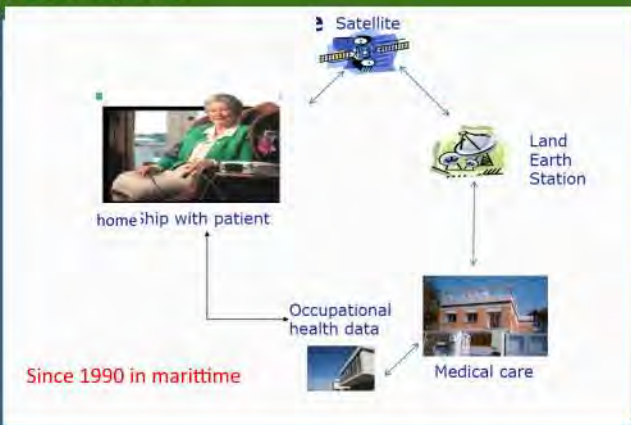 Satellite
Land
Earth
Station
home ship with patient
Occupational
health data
Medical care
Since 1990 in marittime